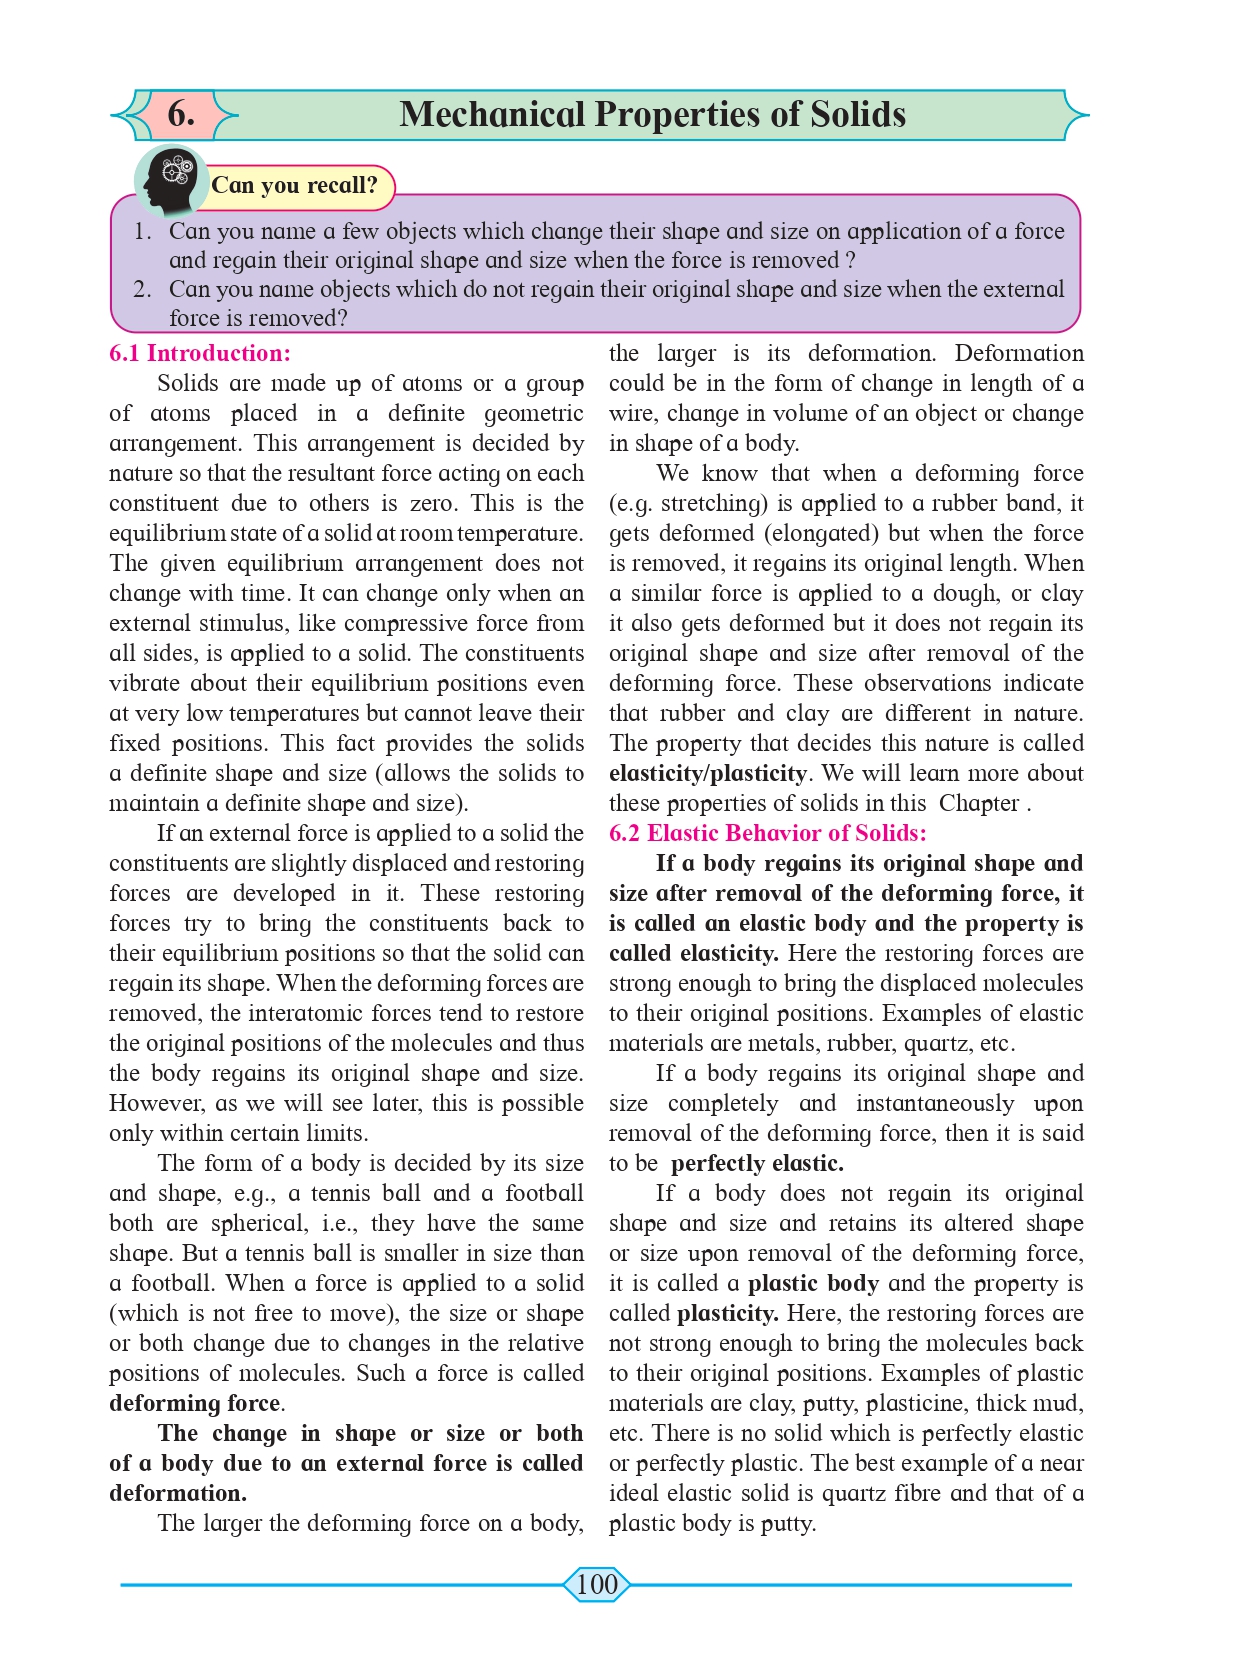 6.
Mechanical Properties of Solids
Can you recall?
1. Can you name a few objects which change their shape and size on application of a force
and regain their original shape and size when the force is removed ?
2. Can you name objects which do not regain their original shape and size when the external
force is removed?
6.1 Introduction:
Solids are made up of atoms or a group
of atoms placed in a definite geometric
arrangement. This arrangement is decided by
nature so that the resultant force acting on each
constituent due to others is zero. This is the
equilibrium state of a solid at room temperature.
The given equilibrium arrangement does not
change with time. It can change only when an
external stimulus, like compressive force from
all sides, is applied to a solid. The constituents
vibrate about their equilibrium positions even
at very low temperatures but cannot leave their
fixed positions. This fact provides the solids
a definite shape and size (allows the solids to
maintain a definite shape and size).
If an external force is applied to a solid the
constituents are slightly displaced and restoring
forces are developed in it. These restoring
forces try to bring the constituents back to
their equilibrium positions so that the solid can
regain its shape. When the deforming forces are
removed, the interatomic forces tend to restore
the original positions of the molecules and thus
the body regains its original shape and size.
However, as we will see later, this is possible
only within certain limits.
The form of a body is decided by its size
and shape, e.g., a tennis ball and a football
both are spherical, i.e., they have the same
shape. But a tennis ball is smaller in size than
a football. When a force is applied to a solid
(which is not free to move), the size or shape
or both change due to changes in the relative
positions of molecules. Such a force is called
deforming force.
The change in shape or size or both
of a body due to an external force is called
deformation.
The larger the deforming force on a body,
the larger is its deformation. Deformation
could be in the form of change in length of a
wire, change in volume of an object or change
in shape of a body.
We know that when a deforming force
(e.g. stretching) is applied to a rubber band, it
gets deformed (elongated) but when the force
is removed, it regains its original length. When
a similar force is applied to a dough, or clay
it also gets deformed but it does not regain its
original shape and size after removal of the
deforming force. These observations indicate
that rubber and clay are different in nature.
The property that decides this nature is called
elasticity/plasticity. We will learn more about
these properties of solids in this Chapter .
6.2 Elastic Behavior of Solids:
If a body regains its original shape and
size after removal of the deforming force, it
is called an elastic body and the property is
called elasticity. Here the restoring forces are
strong enough to bring the displaced molecules
to their original positions. Examples of elastic
materials are metals, rubber, quartz, etc.
If a body regains its original shape and
size completely and instantaneously upon
removal of the deforming force, then it is said
to be perfectly elastic.
If a body does not regain its original
shape and size and retains its altered shape
or size upon removal of the deforming force,
it is called a plastic body and the property is
called plasticity. Here, the restoring forces are
not strong enough to bring the molecules back
to their original positions. Examples of plastic
materials are clay, putty, plasticine, thick mud,
etc. There is no solid which is perfectly elastic
or perfectly plastic. The best example of a near
ideal elastic solid is quartz fibre and that of a
plastic body is putty.
100